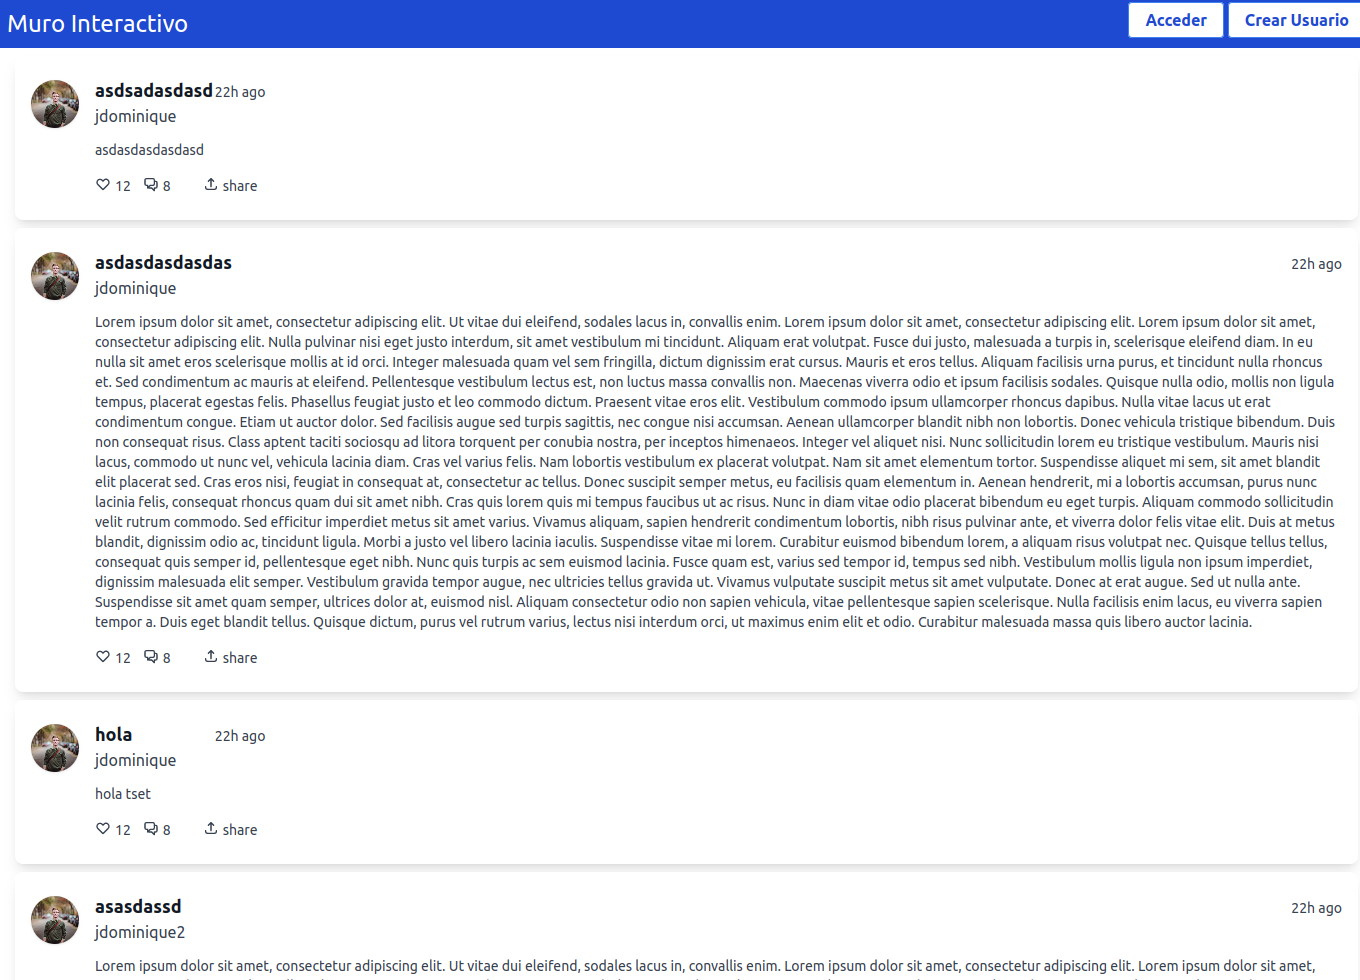 Muro Interactivo
Acceder
Crear Usuario
asdsadasdasd 22h ago
jdominique
asdasdasdasdasd
12 8 share
asdasdasdasdas 22h ago
jdominique
Lorem ipsum dolor sit amet, consectetur adipiscing elit. Ut vitae dui eleifend, sodales lacus in, convallis enim. Lorem ipsum dolor sit amet, consectetur adipiscing elit. Lorem ipsum dolor sit amet,
consectetur adipiscing elit. Nulla pulvinar nisi eget justo interdum, sit amet vestibulum mi tincidunt. Aliquam erat volutpat. Fusce dui justo, malesuada a turpis in, scelerisque eleifend diam. In eu
nulla sit amet eros scelerisque mollis at id orci. Integer malesuada quam vel sem fringilla, dictum dignissim erat cursus. Mauris et eros tellus. Aliquam facilisis urna purus, et tincidunt nulla rhoncus
et. Sed condimentum ac mauris at eleifend. Pellentesque vestibulum lectus est, non luctus massa convallis non. Maecenas viverra odio et ipsum facilisis sodales. Quisque nulla odio, mollis non ligula
tempus, placerat egestas felis. Phasellus feugiat justo et leo commodo dictum. Praesent vitae eros elit. Vestibulum commodo ipsum ullamcorper rhoncus dapibus. Nulla vitae lacus ut erat
condimentum congue. Etiam ut auctor dolor. Sed facilisis augue sed turpis sagittis, nec congue nisi accumsan. Aenean ullamcorper blandit nibh non lobortis. Donec vehicula tristique bibendum. Duis
non consequat risus. Class aptent taciti sociosqu ad litora torquent per conubia nostra, per inceptos himenaeos. Integer vel aliquet nisi. Nunc sollicitudin lorem eu tristique vestibulum. Mauris nisi
lacus, commodo ut nunc vel, vehicula lacinia diam. Cras vel varius felis. Nam lobortis vestibulum ex placerat volutpat. Nam sit amet elementum tortor. Suspendisse aliquet mi sem, sit amet blandit
elit placerat sed. Cras eros nisi, feugiat in consequat at, consectetur ac tellus. Donec suscipit semper metus, eu facilisis quam elementum in. Aenean hendrerit, mi a lobortis accumsan, purus nunc
lacinia felis, consequat rhoncus quam dui sit amet nibh. Cras quis lorem quis mi tempus faucibus ut ac risus. Nunc in diam vitae odio placerat bibendum eu eget turpis. Aliquam commodo sollicitudin
velit rutrum commodo. Sed efficitur imperdiet metus sit amet varius. Vivamus aliquam, sapien hendrerit condimentum lobortis, nibh risus pulvinar ante, et viverra dolor felis vitae elit. Duis at metus
blandit, dignissim odio ac, tincidunt ligula. Morbi a justo vel libero lacinia iaculis. Suspendisse vitae mi lorem. Curabitur euismod bibendum lorem, a aliquam risus volutpat nec. Quisque tellus tellus,
consequat quis semper id, pellentesque eget nibh. Nunc quis turpis ac sem euismod lacinia. Fusce quam est, varius sed tempor id, tempus sed nibh. Vestibulum mollis ligula non ipsum imperdiet,
dignissim malesuada elit semper. Vestibulum gravida tempor augue, nec ultricies tellus gravida ut. Vivamus vulputate suscipit metus sit amet vulputate. Donec at erat augue. Sed ut nulla ante.
Suspendisse sit amet quam semper, ultrices dolor at, euismod nisl. Aliquam consectetur odio non sapien vehicula, vitae pellentesque sapien scelerisque. Nulla facilisis enim lacus, eu viverra sapien
tempor a. Duis eget blandit tellus. Quisque dictum, purus vel rutrum varius, lectus nisi interdum orci, ut maximus enim elit et odio. Curabitur malesuada massa quis libero auctor lacinia.
12 8 share
hola 22h ago
jdominique
hola tset
12 8 share
asasdassd 22h ago
jdominique2
Lorem ipsum dolor sit amet, consectetur adipiscing elit. Ut vitae dui eleifend, sodales lacus in, convallis enim. Lorem ipsum dolor sit amet, consectetur adipiscing elit. Lorem ipsum dolor sit amet,